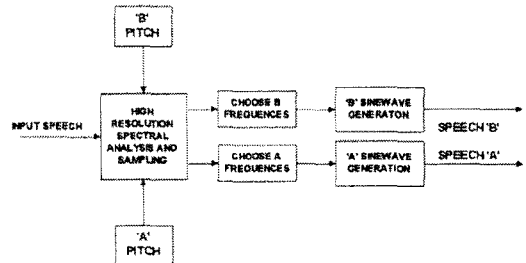 'B'
PITCH
INPUT SPEECH
HIGH
RESOLUTION
SPECTRAL
ANALYSIS AND
SAMPLING
CHOOSE B
FREQUENCES
'B' SINEWAVE
GENERATON
SPEECH 'B'
CHOOSE A
FREQUENCES
'A' SINEWAVE
GENERATION
SPEECH 'A'
'A'
PITCH